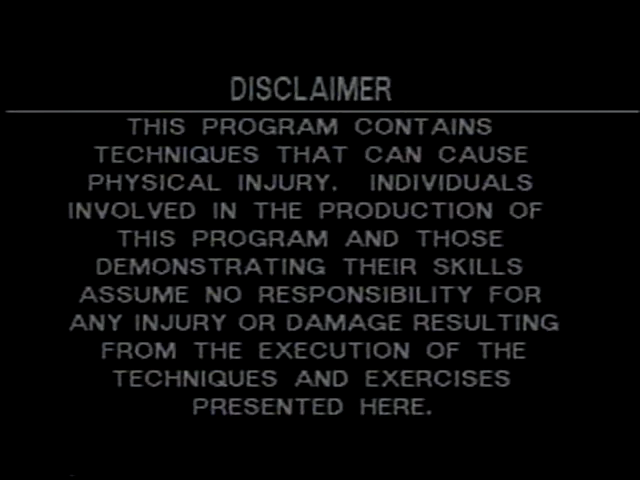 DISCLAIMER
THIS PROGRAM CONTAINS
TECHNIQUES THAT CAN CAUSE
PHYSICAL INJURY. INDIVIDUALS
INVOLVED IN THE PRODUCTION OF
THIS PROGRAM AND THOSE
DEMONSTRATING THEIR SKILLS
ASSUME NO RESPONSIBILITY FOR
ANY INJURY OR DAMAGE RESULTING
FROM THE EXECUTION OF THE
TECHNIQUES AND EXERCISES
PRESENTED HERE.